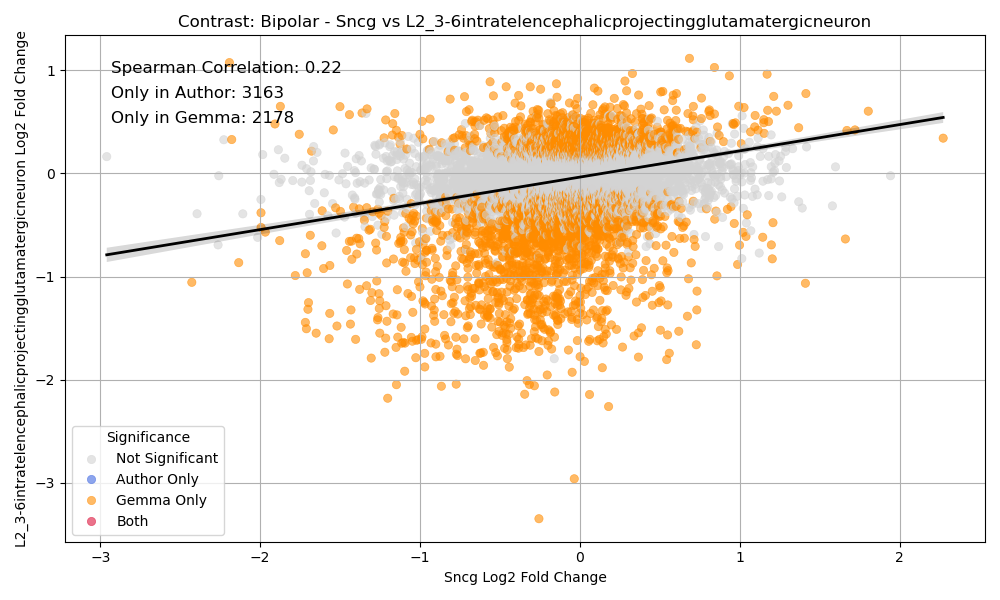 Contrast: Bipolar - Sncg vs L2_3-6intratelencephalicprojectingglutamatergicneuron
L2_3-6intratelencephalicprojectingglutamatergicneuron Log2 Fold Change
1
0
−1
−2
−3
Spearman Correlation: 0.22
Only in Author: 3163
Only in Gemma: 2178
Significance
Not Significant
Author Only
Gemma Only
Both
−3
−2
−1
0
1
2
Sncg Log2 Fold Change